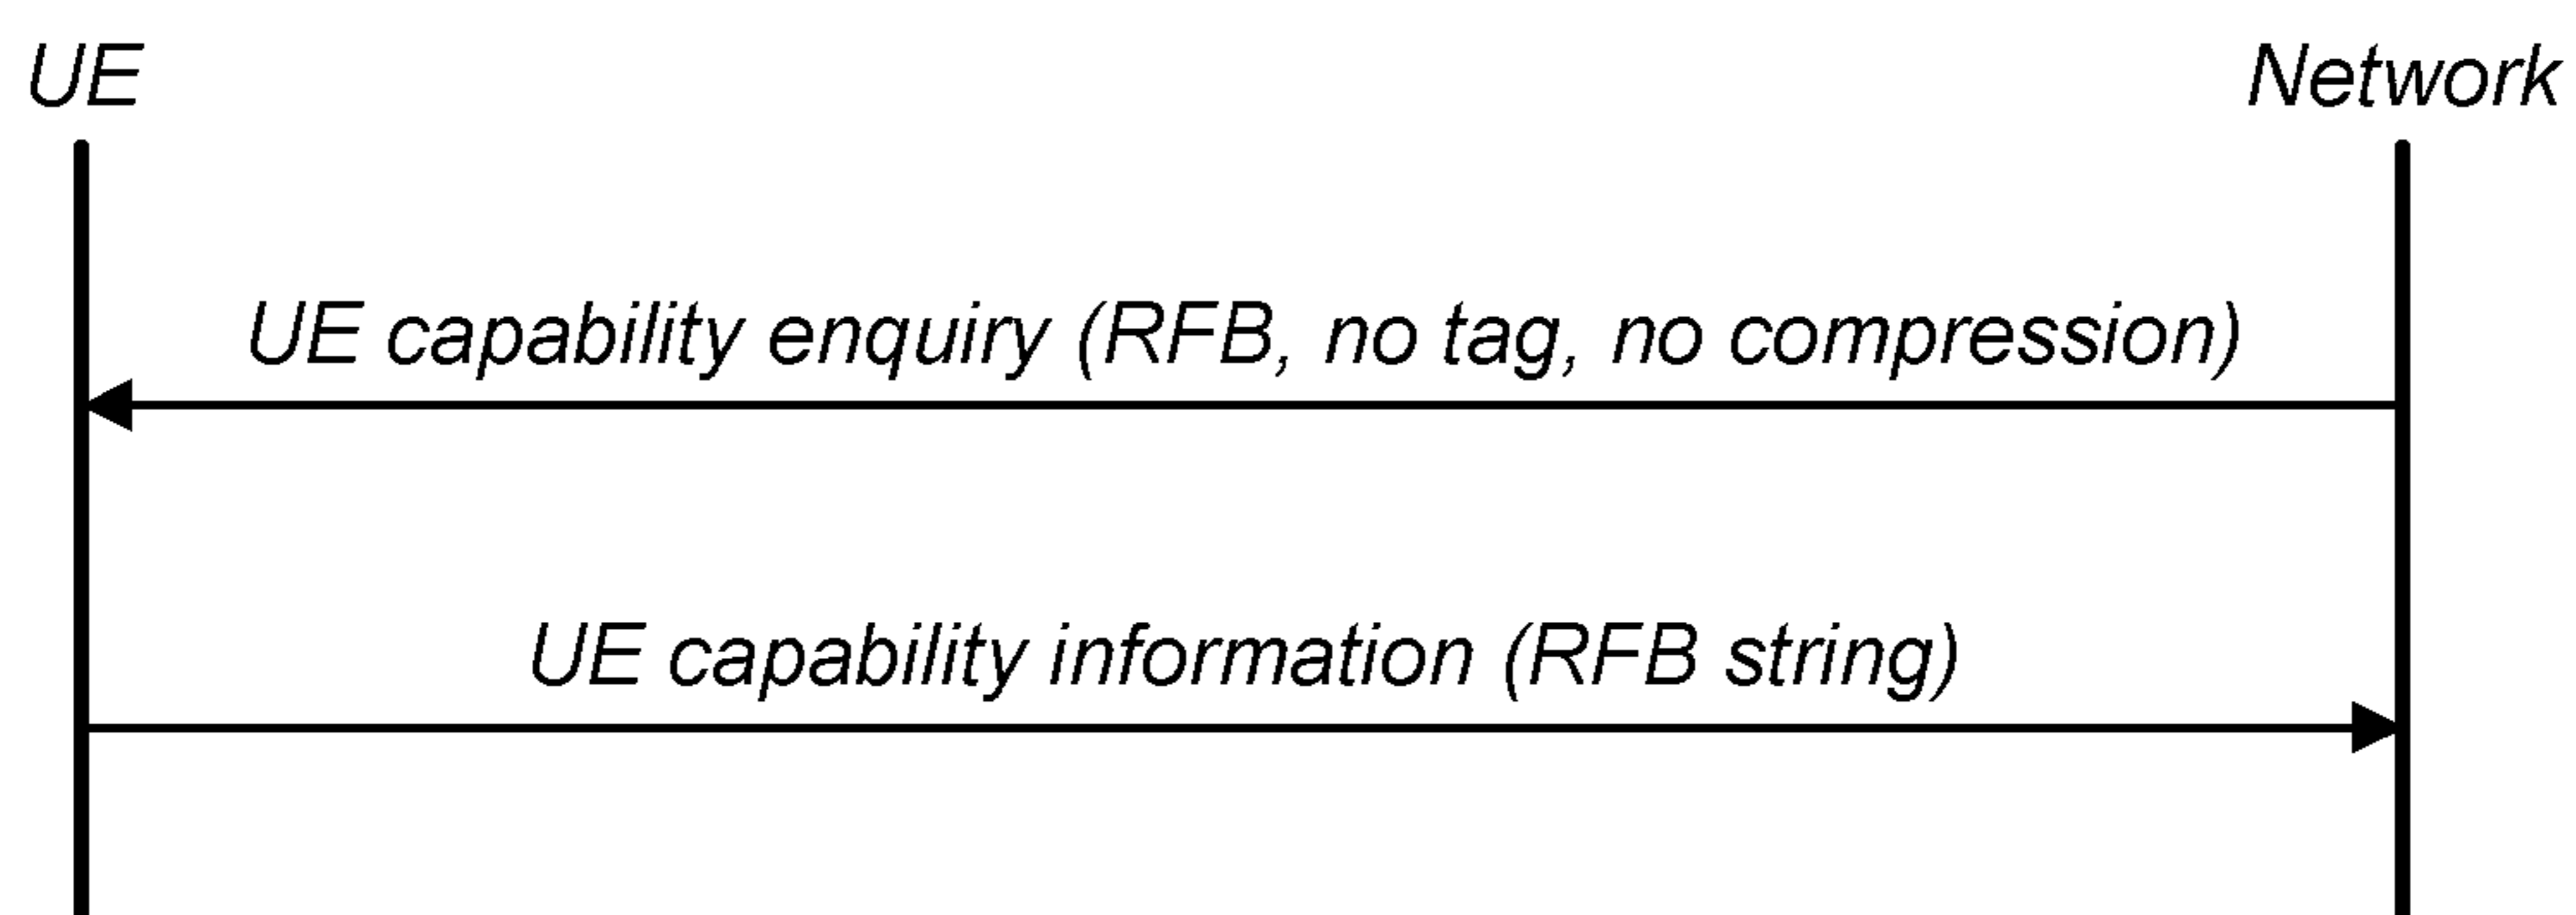 UE
Network
UE capability enquiry (RFB, no tag, no compression)
UE capability information (RFB string)